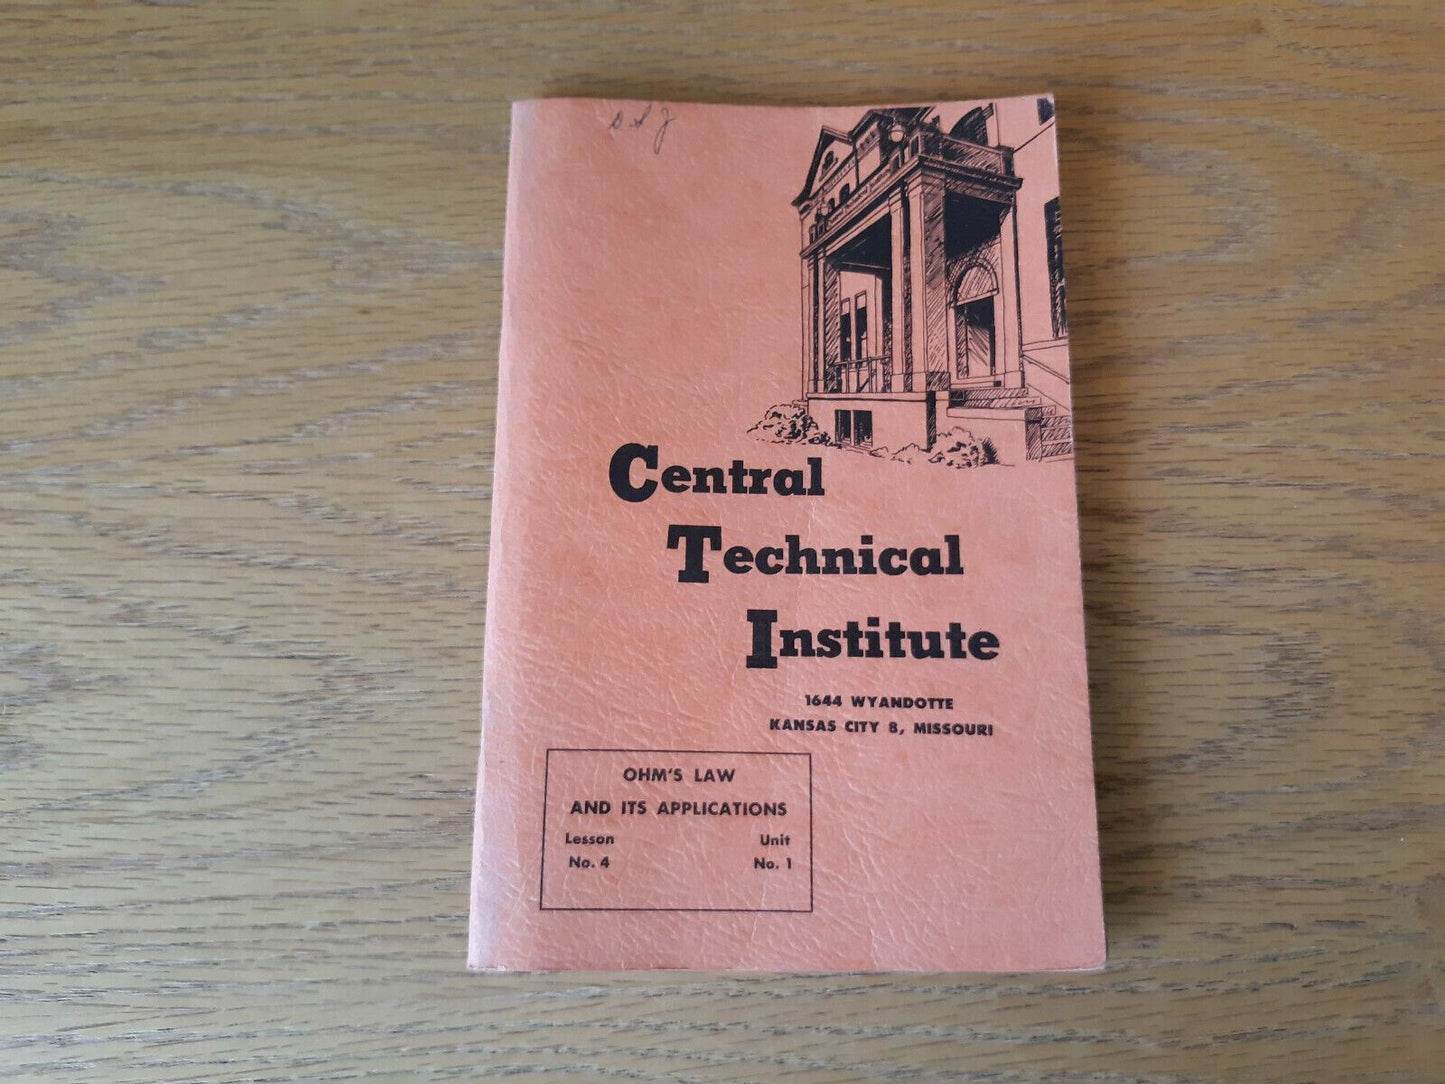 Central
Technical
Institute
1644 WYANDOTTE
KANSAS CITY 8, MISSOURI
OHM'S LAW
AND ITS APPLICATIONS
Lesson Unit
No. 4 No. 1